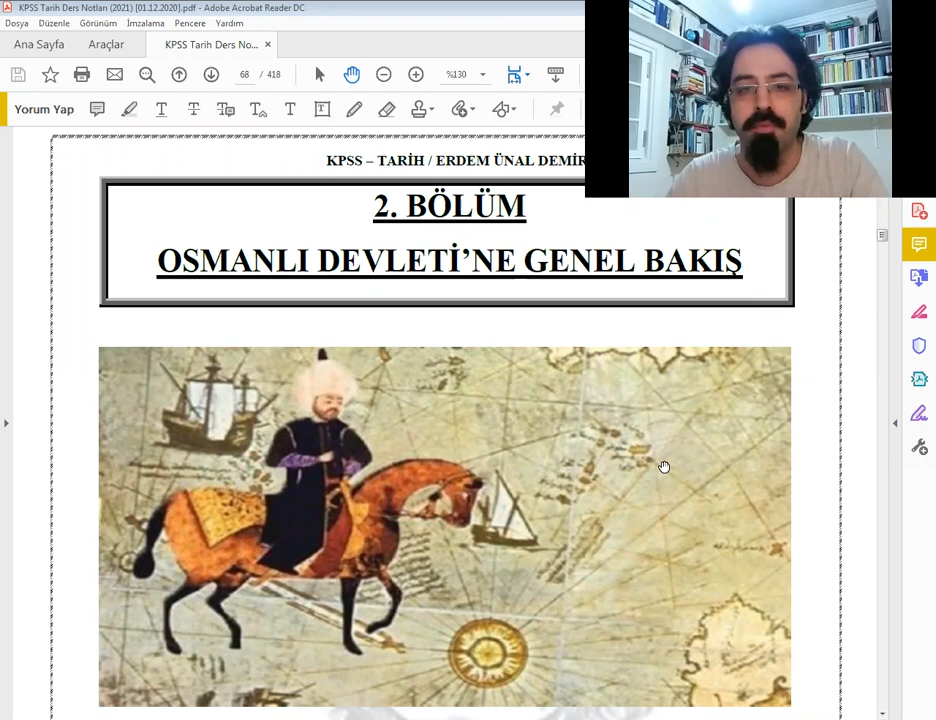 KPSS Tarih Ders Notları (2021) [01.12.2020].pdf - Adobe Acrobat Reader DC
Dosya Düzenle Görünüm İmzalama Pencere Yardım
Ana Sayfa Araçlar KPSS Tarih Ders No... ×
68 / 418 %130
Yorum Yap
KPSS – TARİH / ERDEM ÜNAL DEMİR
2. BÖLÜM
OSMANLI DEVLETİ’NE GENEL BAKIŞ